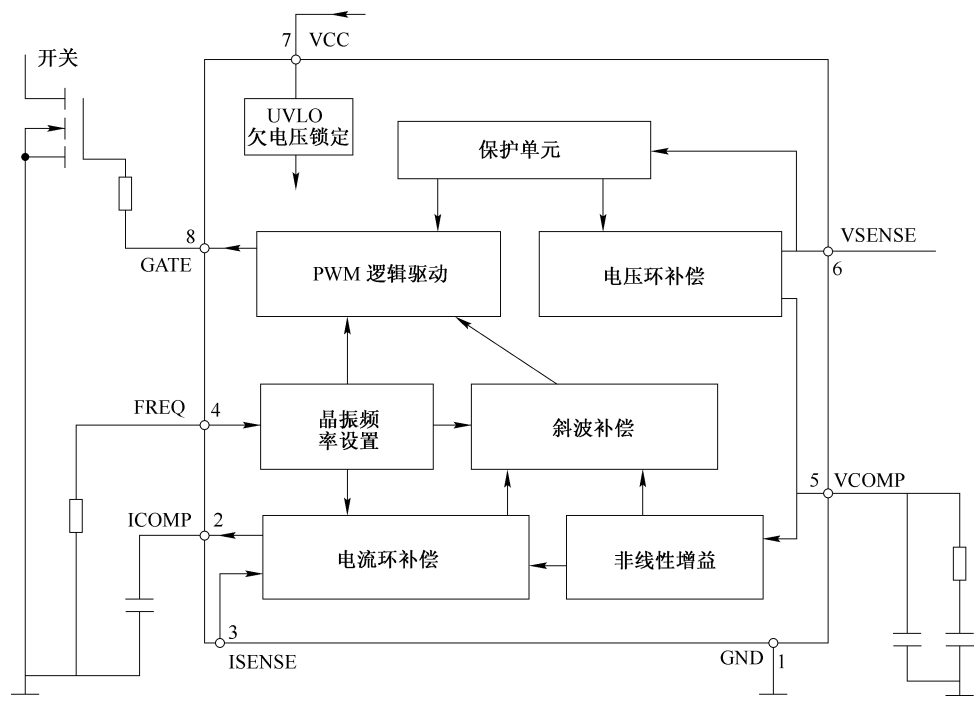 7 VCC
开关
UVLO
欠电压锁定
保护单元
8
GATE
PWM 逻辑驱动
电压环补偿
VSENSE
6
FREQ 4
晶振频
率设置
斜波补偿
5 VCOMP
ICOMP 2
电流环补偿
非线性增益
3
ISENSE
GND 1